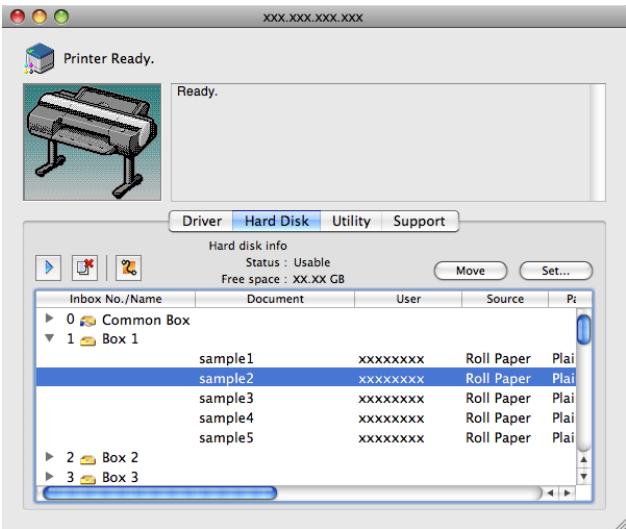 xxx.xxx.xxx.xxx
Printer Ready.
Ready.
Driver Hard Disk Utility Support
Hard disk info
Status : Usable
Free space : XX.XX GB
Move Set...
Inbox No./Name Document User Source Pa
0 Common Box
1 Box 1
sample1 xxxxxxxx Roll Paper Plai
sample2 xxxxxxxx Roll Paper Plai
sample3 xxxxxxxx Roll Paper Plai
sample4 xxxxxxxx Roll Paper Plai
sample5 xxxxxxxx Roll Paper Plai
2 Box 2
3 Box 3